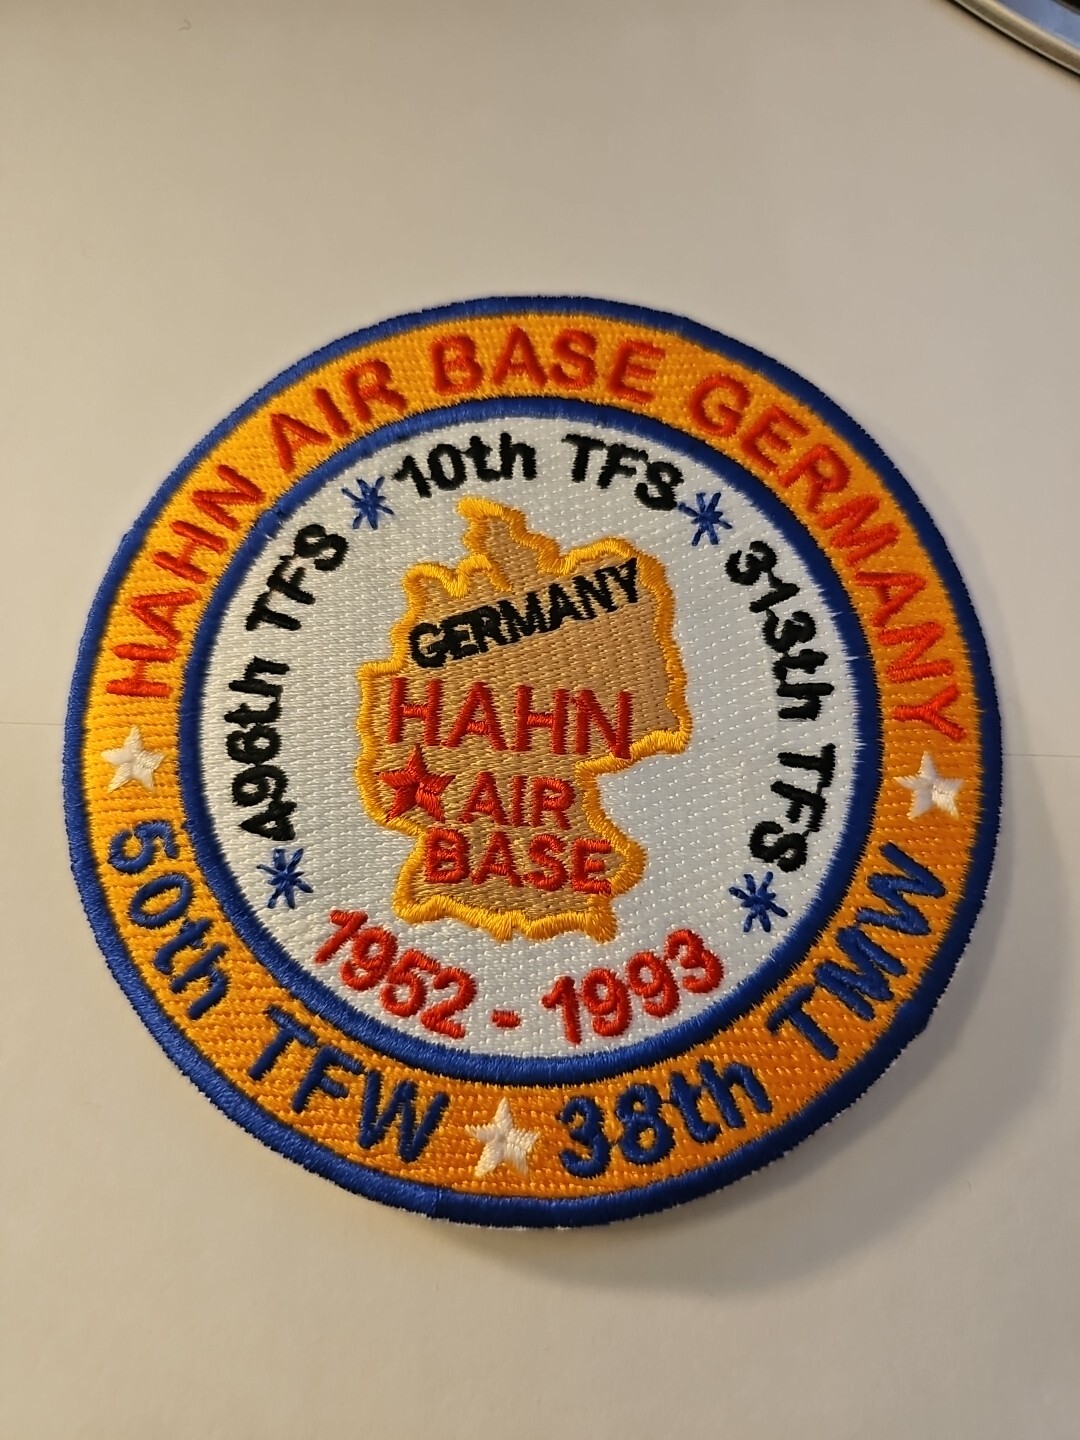 HAHN AIR BASE GERMANY
496th TFS * 10th TFS * 313th TFS *
GERMANY
HAHN
AIR
BASE
1952 - 1993
50th TFW
38th TMW